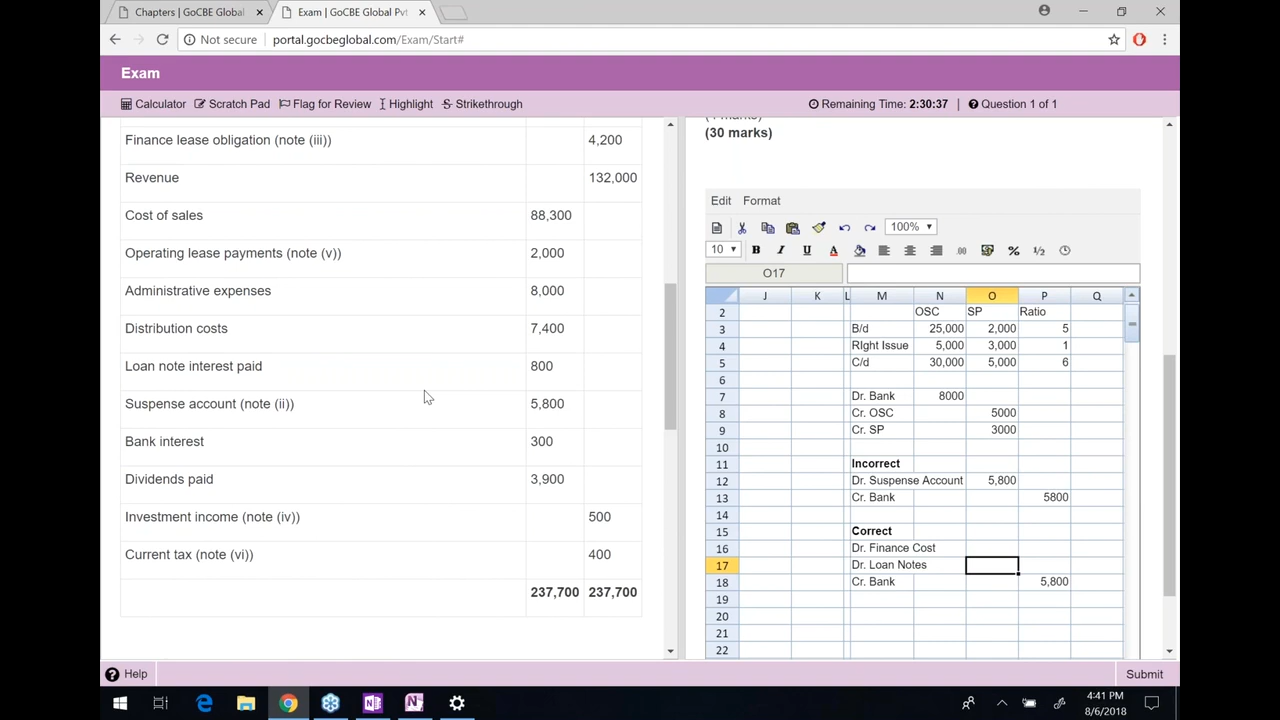 Chapters | GoCBE Global
Exam | GoCBE Global Pvt
Not secure portal.gocbeglobal.com/Exam/Start#
Exam
Calculator Scratch Pad Flag for Review Highlight Strikethrough Remaining Time: 2:30:37 Question 1 of 1
Finance lease obligation (note (iii)) 4,200
Revenue 132,000
Cost of sales 88,300
Operating lease payments (note (v)) 2,000
Administrative expenses 8,000
Distribution costs 7,400
Loan note interest paid 800
Suspense account (note (ii)) 5,800
Bank interest 300
Dividends paid 3,900
Investment income (note (iv)) 500
Current tax (note (vi)) 400
237,700 237,700
(30 marks)
Edit Format
100%
10 B I U A % 1/2
O17
J K L M N O P Q
2 OSC SP Ratio
3 B/d 25,000 2,000 5
4 RIght Issue 5,000 3,000 1
5 C/d 30,000 5,000 6
6
7 Dr. Bank 8000
8 Cr. OSC 5000
9 Cr. SP 3000
10
11 Incorrect
12 Dr. Suspense Account 5,800
13 Cr. Bank 5800
14
15 Correct
16 Dr. Finance Cost
17 Dr. Loan Notes
18 Cr. Bank 5,800
19
20
21
22
Help Submit
4:41 PM
8/6/2018